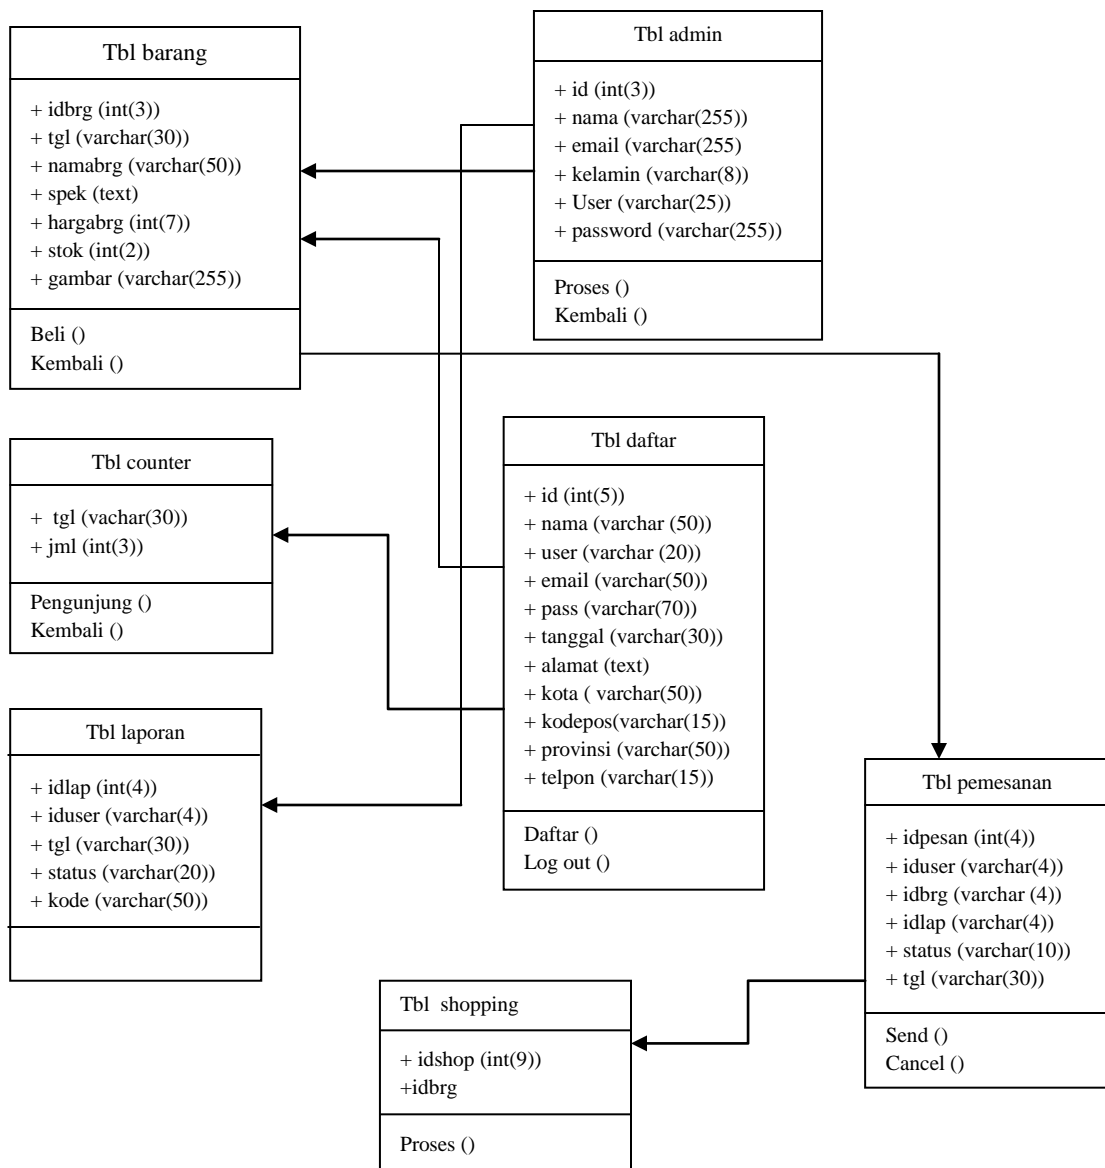 Tbl barang
+ idbrg (int(3))
+ tgl (varchar(30))
+ namabrg (varchar(50))
+ spek (text)
+ hargabrg (int(7))
+ stok (int(2))
+ gambar (varchar(255))
Beli ()
Kembali ()
Tbl admin
+ id (int(3))
+ nama (varchar(255))
+ email (varchar(255)
+ kelamin (varchar(8))
+ User (varchar(25))
+ password (varchar(255))
Proses ()
Kembali ()
Tbl counter
+ tgl (vachar(30))
+ jml (int(3))
Pengunjung ()
Kembali ()
Tbl daftar
+ id (int(5))
+ nama (varchar (50))
+ user (varchar (20))
+ email (varchar(50))
+ pass (varchar(70))
+ tanggal (varchar(30))
+ alamat (text)
+ kota ( varchar(50))
+ kodepos(varchar(15))
+ provinsi (varchar(50))
+ telpon (varchar(15))
Daftar ()
Log out ()
Tbl laporan
+ idlap (int(4))
+ iduser (varchar(4))
+ tgl (varchar(30))
+ status (varchar(20))
+ kode (varchar(50))
Tbl pemesanan
+ idpesan (int(4))
+ iduser (varchar(4))
+ idbrg (varchar (4))
+ idlap (varchar(4))
+ status (varchar(10))
+ tgl (varchar(30))
Send ()
Cancel ()
Tbl shopping
+ idshop (int(9))
+idbrg
Proses ()